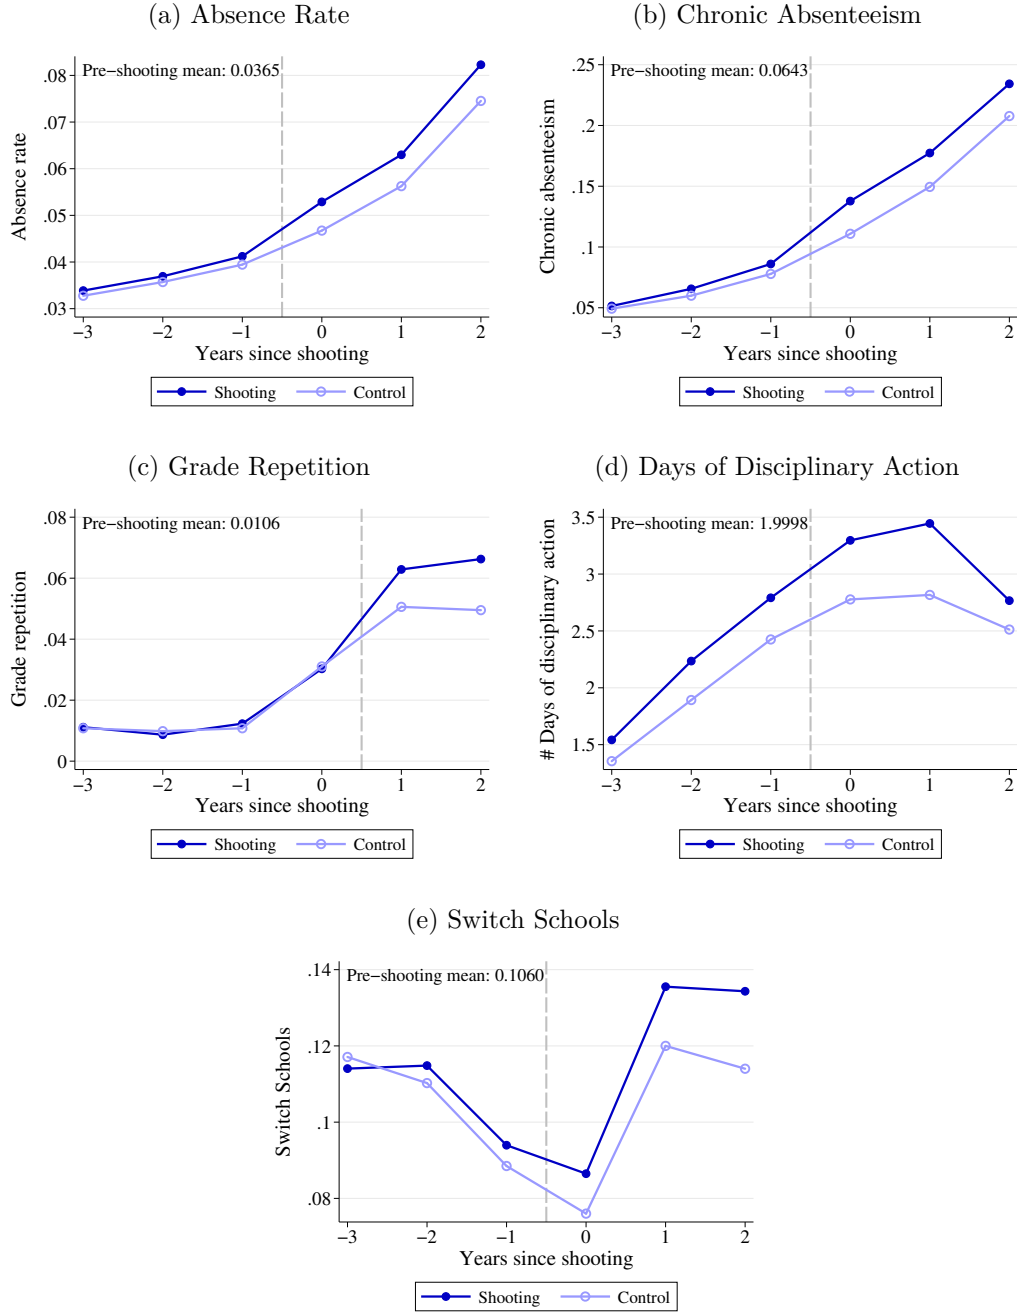 (a) Absence Rate
Pre−shooting mean: 0.0365
Absence rate
.08
.07
.06
.05
.04
.03
−3 −2 −1 0 1 2
Years since shooting
Shooting Control
(b) Chronic Absenteeism
Pre−shooting mean: 0.0643
Chronic absenteeism
.25
.2
.15
.1
.05
−3 −2 −1 0 1 2
Years since shooting
Shooting Control
(c) Grade Repetition
Pre−shooting mean: 0.0106
Grade repetition
.08
.06
.04
.02
0
−3 −2 −1 0 1 2
Years since shooting
Shooting Control
(d) Days of Disciplinary Action
Pre−shooting mean: 1.9998
# Days of disciplinary action
3.5
3
2.5
2
1.5
−3 −2 −1 0 1 2
Years since shooting
Shooting Control
(e) Switch Schools
Pre−shooting mean: 0.1060
Switch Schools
.14
.12
.1
.08
−3 −2 −1 0 1 2
Years since shooting
Shooting Control